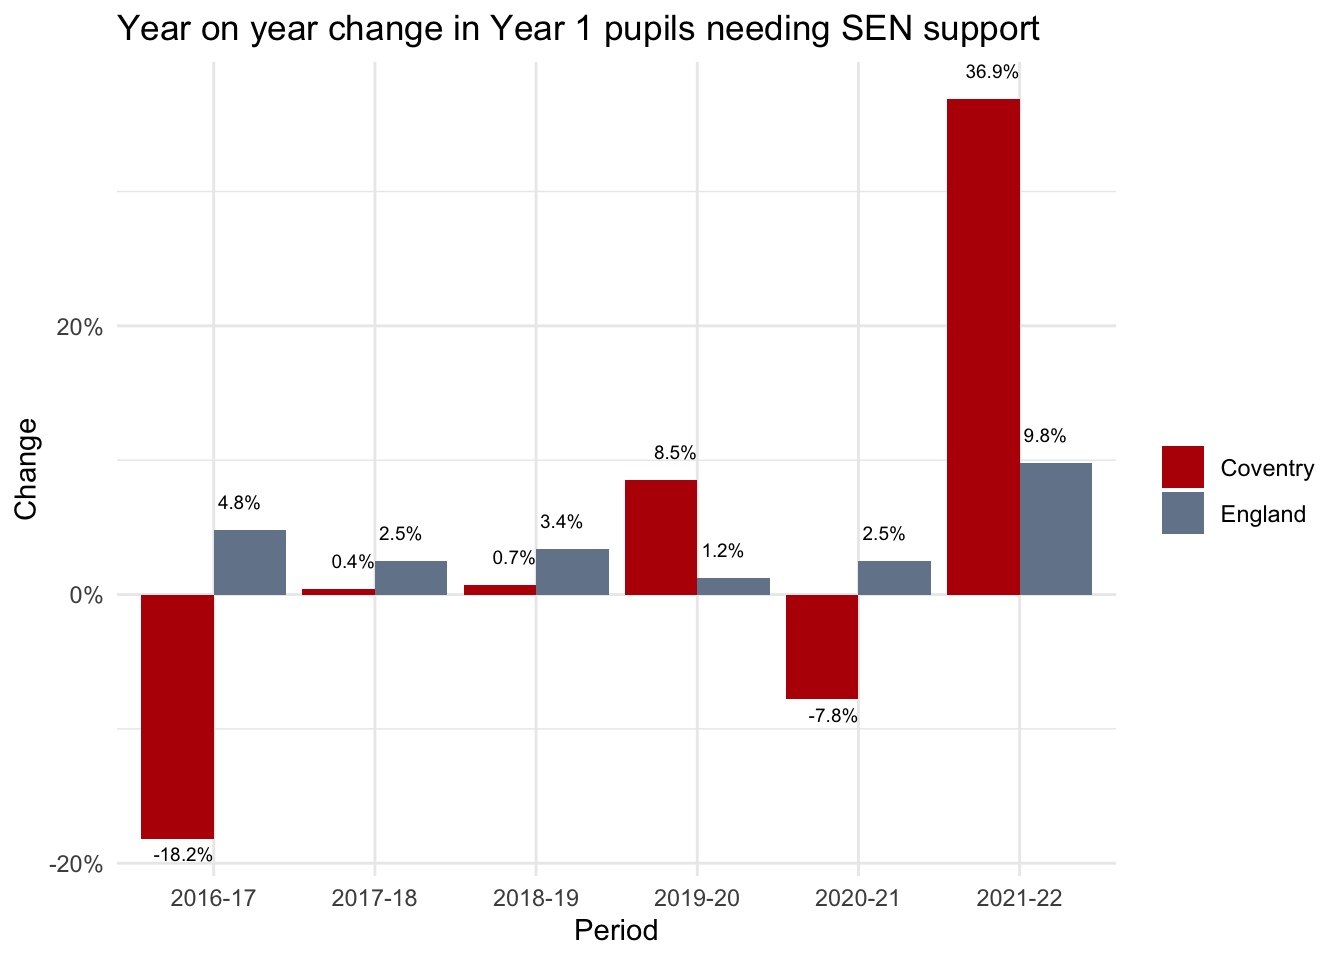 Year on year change in Year 1 pupils needing SEN support
36.9%
20%
9.8%
8.5%
4.8%
3.4%
2.5%
2.5%
0.4%
0.7%
1.2%
0%
-7.8%
-18.2%
-20%
Change
Coventry
England
2016-17 2017-18 2018-19 2019-20 2020-21 2021-22
Period